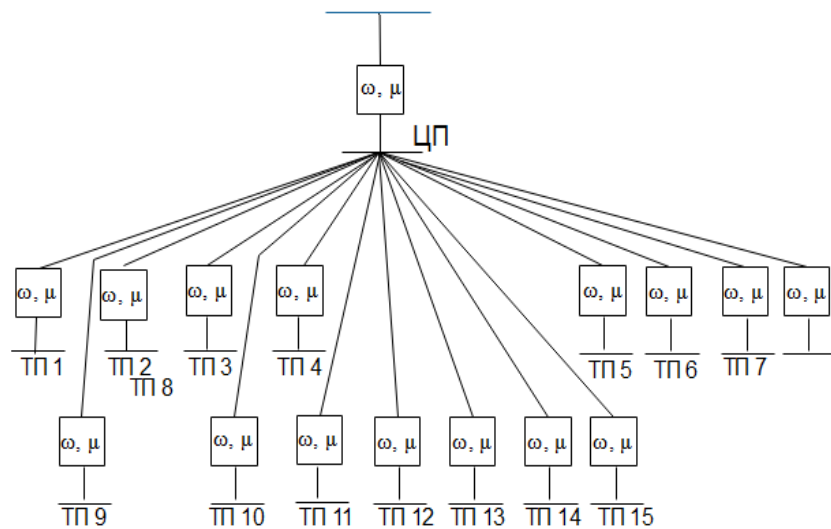 ω, μ
ЦП
ω, μ ω, μ ω, μ ω, μ ω, μ ω, μ ω, μ ω, μ
ТП 1 ТП 2 ТП 3 ТП 4 ТП 5 ТП 6 ТП 7
ТП 8
ω, μ ω, μ ω, μ ω, μ ω, μ ω, μ ω, μ
ТП 9 ТП 10 ТП 11 ТП 12 ТП 13 ТП 14 ТП 15